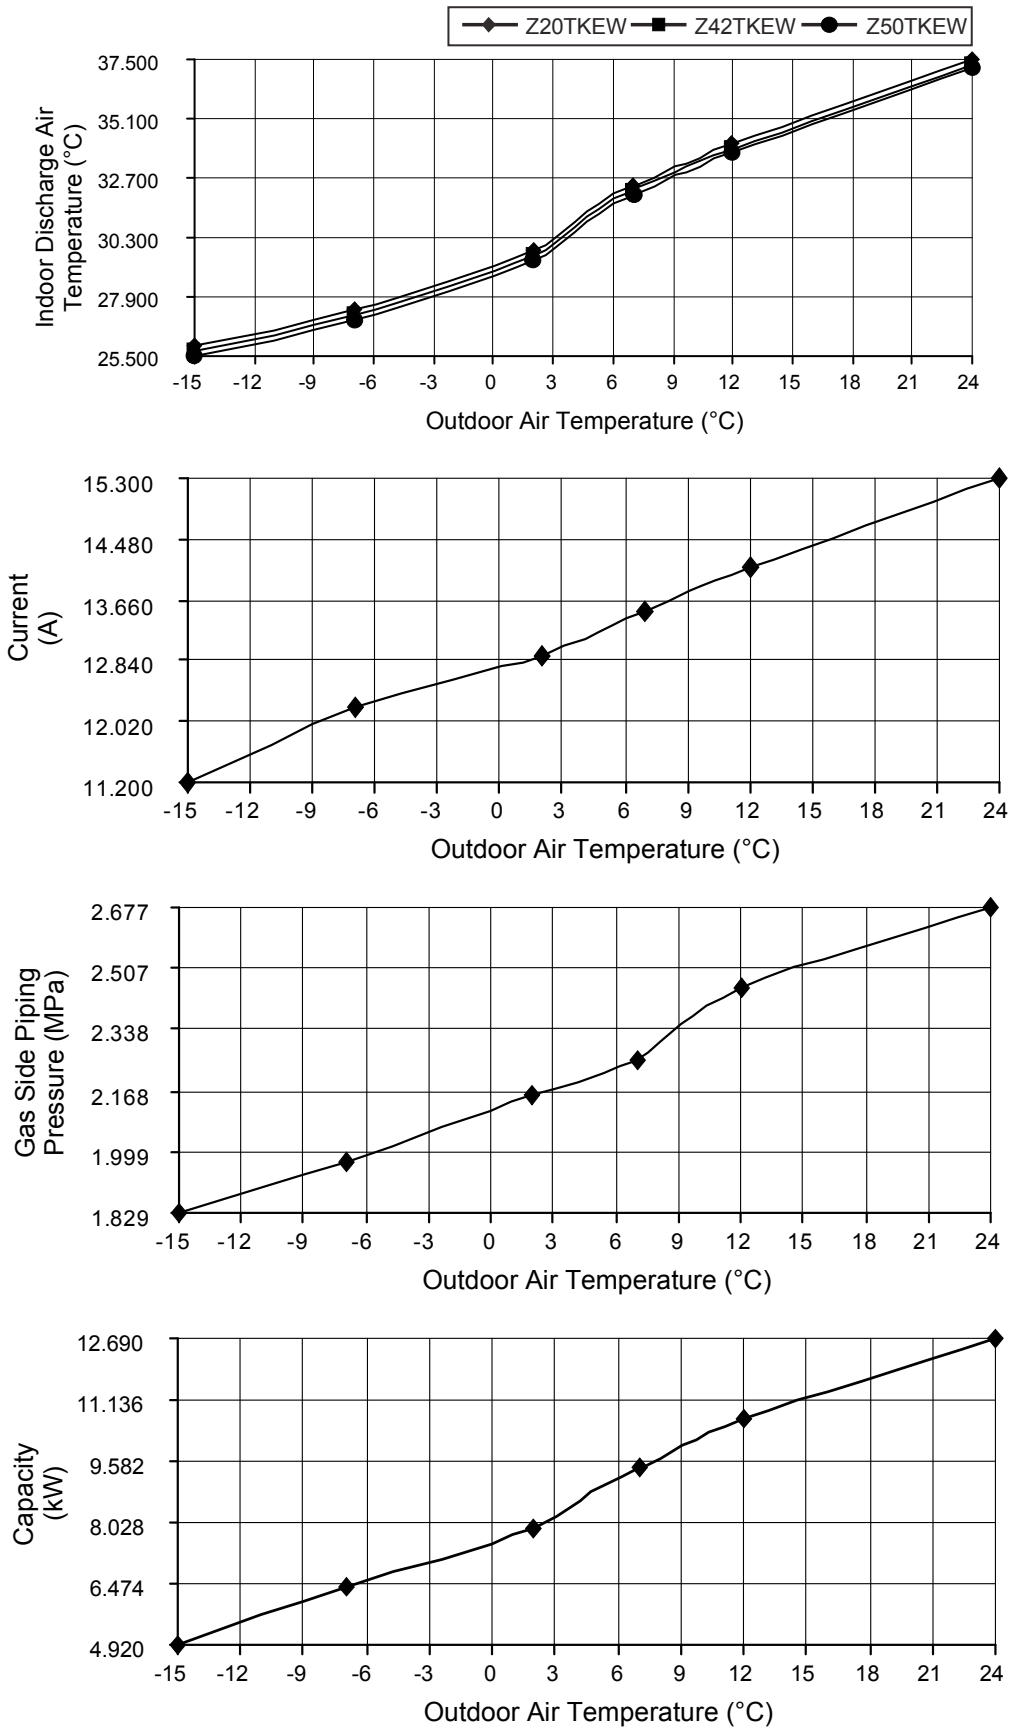 Z20TKEW Z42TKEW Z50TKEW
37.500
35.100
32.700
30.300
27.900
25.500
Indoor Discharge Air
Temperature (°C)
-15 -12 -9 -6 -3 0 3 6 9 12 15 18 21 24
Outdoor Air Temperature (°C)
15.300
14.480
13.660
12.840
12.020
11.200
Current
(A)
-15 -12 -9 -6 -3 0 3 6 9 12 15 18 21 24
Outdoor Air Temperature (°C)
2.677
2.507
2.338
2.168
1.999
1.829
Gas Side Piping
Pressure (MPa)
-15 -12 -9 -6 -3 0 3 6 9 12 15 18 21 24
Outdoor Air Temperature (°C)
12.690
11.136
9.582
8.028
6.474
4.920
Capacity
(kW)
-15 -12 -9 -6 -3 0 3 6 9 12 15 18 21 24
Outdoor Air Temperature (°C)